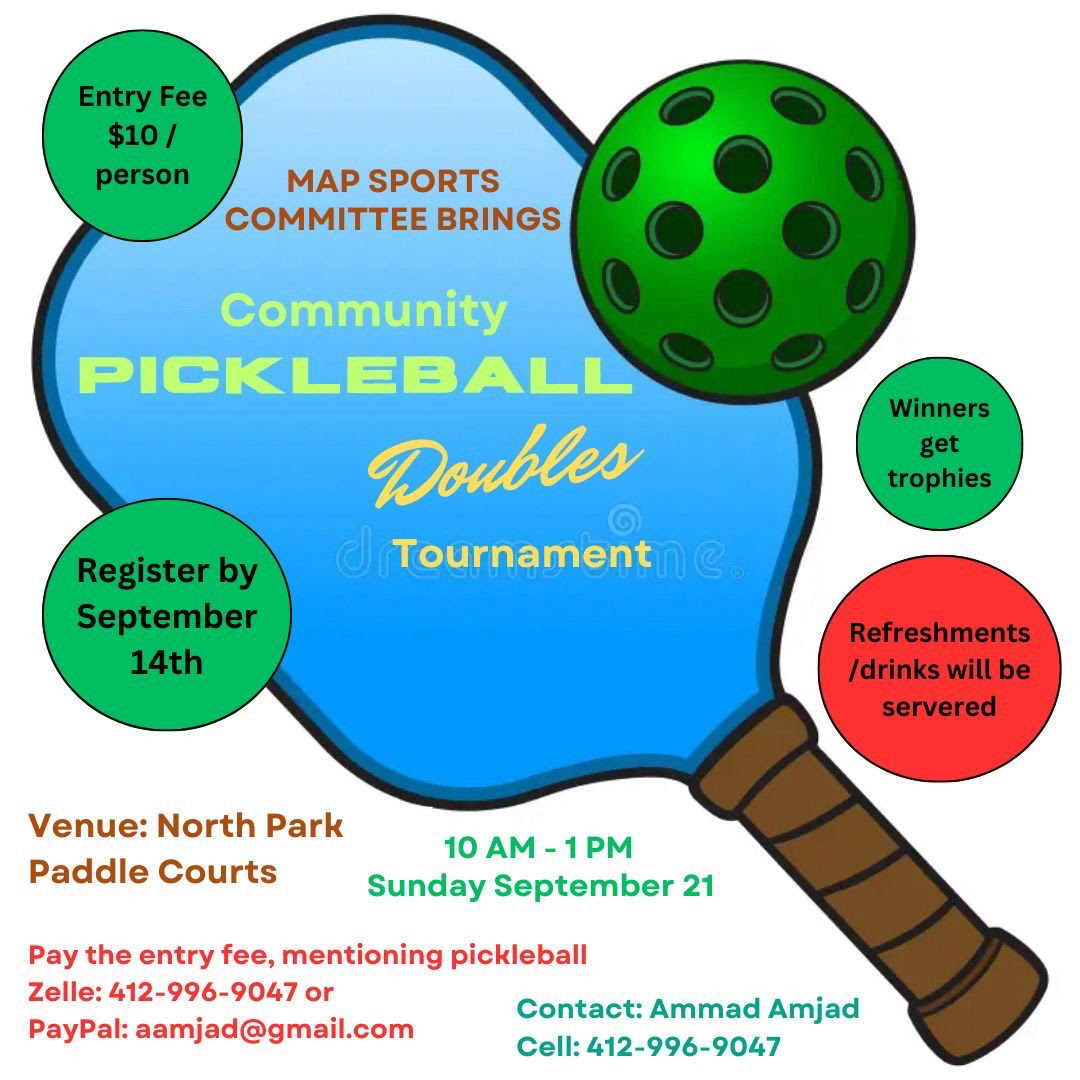 Entry Fee
$10 /
person
MAP SPORTS
COMMITTEE BRINGS
Community
PICKLEBALL
Doubles
Tournament
dreamstime.
Winners
get
trophies
Register by
September
14th
Refreshments
/drinks will be
servered
Venue: North Park
Paddle Courts
10 AM - 1 PM
Sunday September 21
Pay the entry fee, mentioning pickleball
Zelle: 412-996-9047 or
PayPal: aamjad@gmail.com
Contact: Ammad Amjad
Cell: 412-996-9047